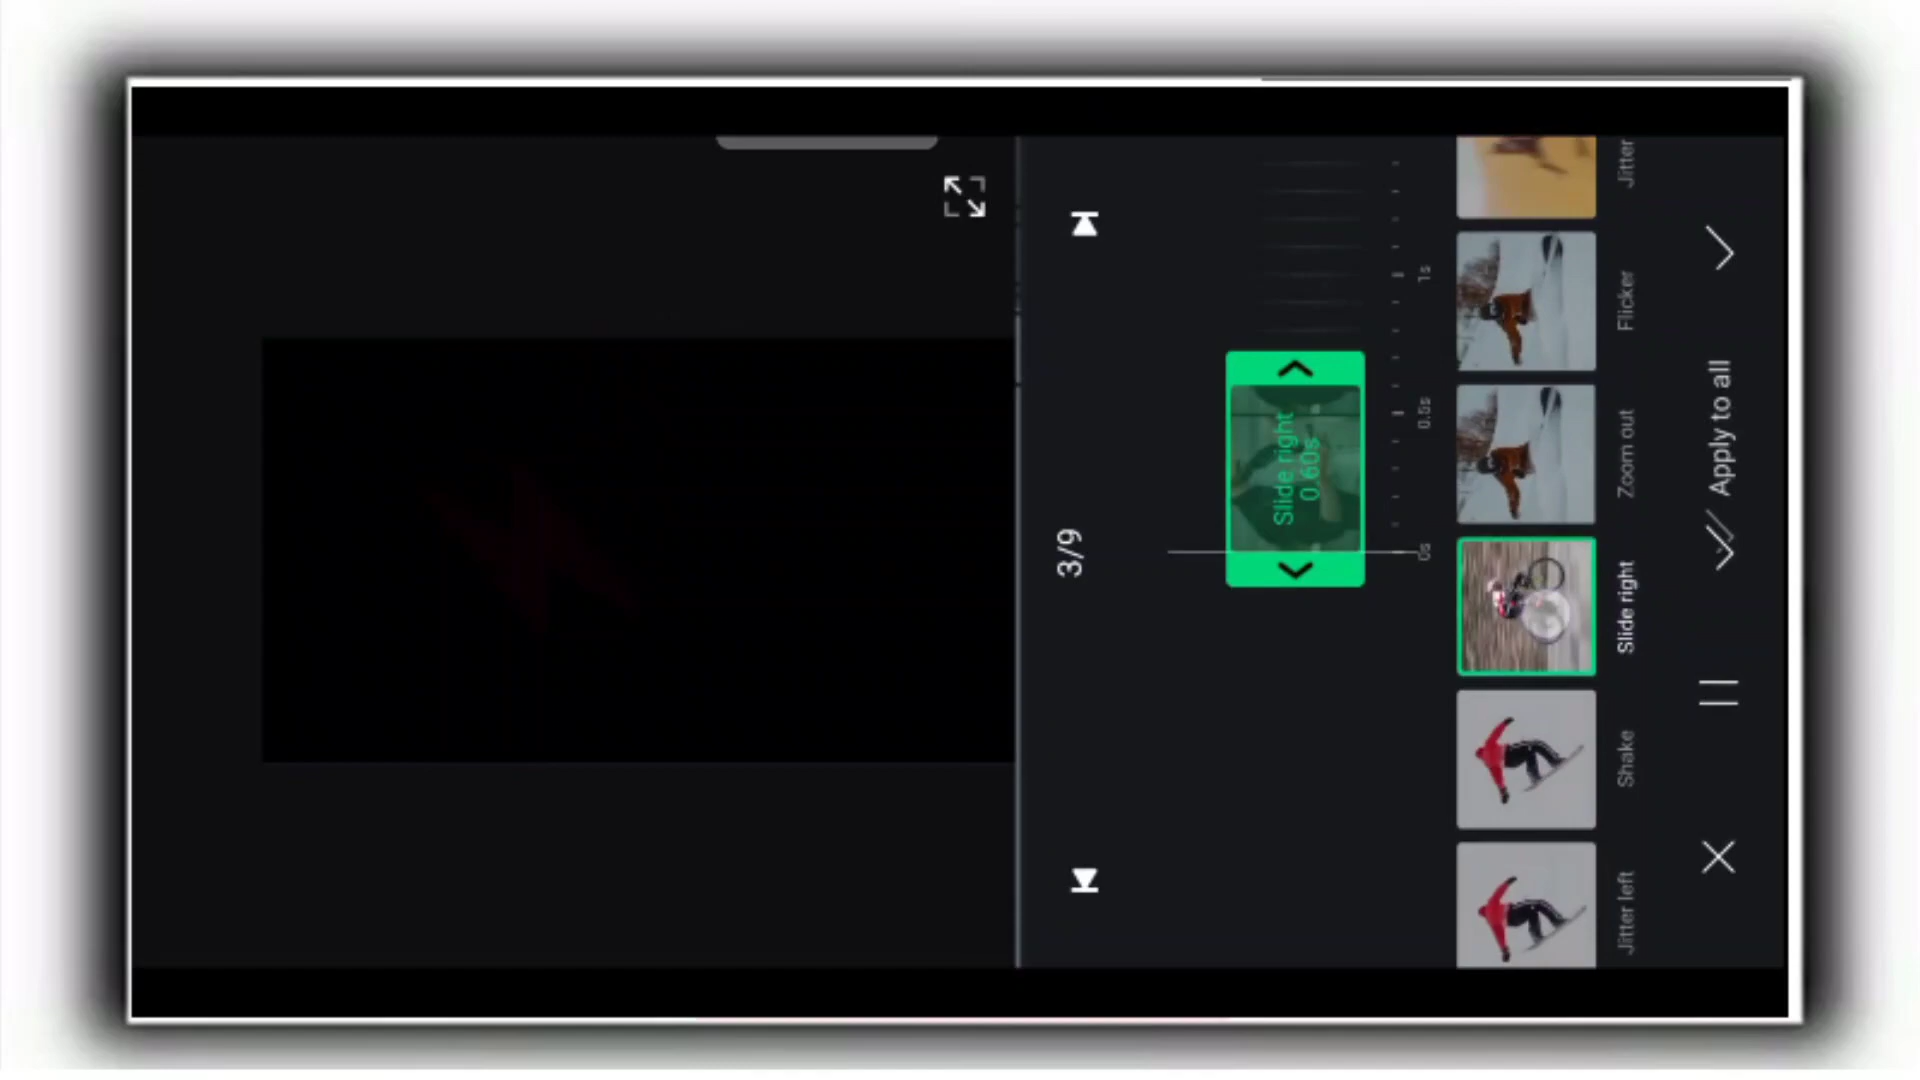 3/9
Slide right
0.60s
0s
0.5s
1s
Jitter left
Shake
Slide right
Zoom out
Flicker
Jitter
Apply to all